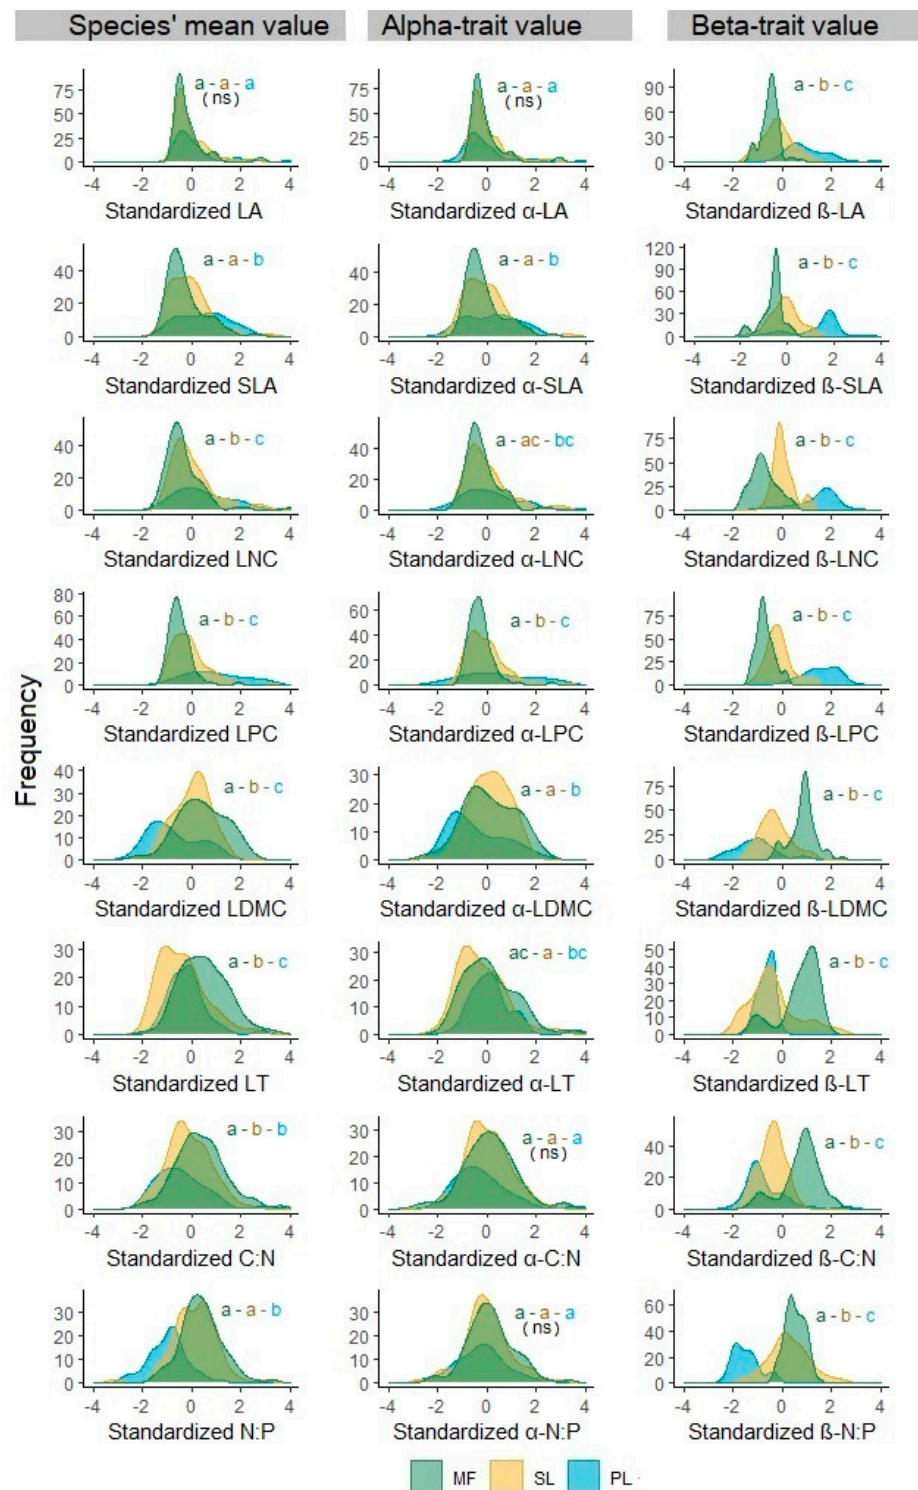 Species' mean value Alpha-trait value Beta-trait value
75 50 25 0 a - a - a (ns) -4 -2 0 2 4 Standardized LA
75 50 25 0 a - a - a (ns) -4 -2 0 2 4 Standardized α-LA
90 60 30 0 a - b - c -4 -2 0 2 4 Standardized ß-LA
40 20 0 a - a - b -4 -2 0 2 4 Standardized SLA
40 20 0 a - a - b -4 -2 0 2 4 Standardized α-SLA
120 90 60 30 0 a - b - c -4 -2 0 2 4 Standardized ß-SLA
40 20 0 a - b - c -4 -2 0 2 4 Standardized LNC
40 20 0 a - ac - bc -4 -2 0 2 4 Standardized α-LNC
75 50 25 0 a - b - c -4 -2 0 2 4 Standardized ß-LNC
80 60 40 20 0 a - b - c -4 -2 0 2 4 Standardized LPC
60 40 20 0 a - b - c -4 -2 0 2 4 Standardized α-LPC
75 50 25 0 a - b - c -4 -2 0 2 4 Standardized ß-LPC
Frequency
40 30 20 10 0 a - b - c -4 -2 0 2 4 Standardized LDMC
30 20 10 0 a - a - b -4 -2 0 2 4 Standardized α-LDMC
75 50 25 0 a - b - c -4 -2 0 2 4 Standardized ß-LDMC
30 20 10 0 a - b - c -4 -2 0 2 4 Standardized LT
30 20 10 0 ac - a - bc -4 -2 0 2 4 Standardized α-LT
50 40 30 20 10 0 a - b - c -4 -2 0 2 4 Standardized ß-LT
30 20 10 0 a - b - b -4 -2 0 2 4 Standardized C:N
30 20 10 0 a - a - a (ns) -4 -2 0 2 4 Standardized α-C:N
40 20 0 a - b - c -4 -2 0 2 4 Standardized ß-C:N
30 20 10 0 a - a - b -4 -2 0 2 4 Standardized N:P
30 20 10 0 a - a - a (ns) -4 -2 0 2 4 Standardized α-N:P
60 40 20 0 a - b - c -4 -2 0 2 4 Standardized ß-N:P
MF SL PL